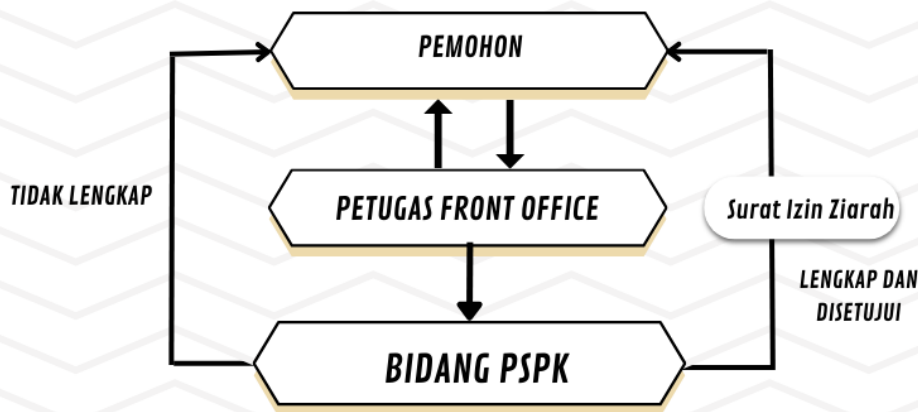 PEMOHON
TIDAK LENGKAP
PETUGAS FRONT OFFICE
Surat Izin Ziarah
LENGKAP DAN
DISETUJUI
BIDANG PSPK